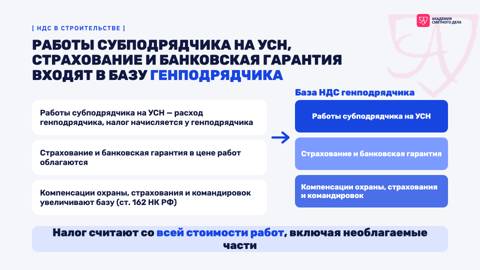 [ НДС В СТРОИТЕЛЬСТВЕ ]
АКАДЕМИЯ
СМЕТНОГО ДЕЛА
РАБОТЫ СУБПОДРЯДЧИКА НА УСН,
СТРАХОВАНИЕ И БАНКОВСКАЯ ГАРАНТИЯ
ВХОДЯТ В БАЗУ ГЕНПОДРЯДЧИКА
Работы субподрядчика на УСН — расход
генподрядчика, налог начисляется у генподрядчика
Страхование и банковская гарантия в цене работ
облагаются
Компенсации охраны, страхования и командировок
увеличивают базу (ст. 162 НК РФ)
База НДС генподрядчика
Работы субподрядчика на УСН
Страхование и банковская гарантия
Компенсации охраны, страхования
и командировок
Налог считают со всей стоимости работ, включая необлагаемые
части